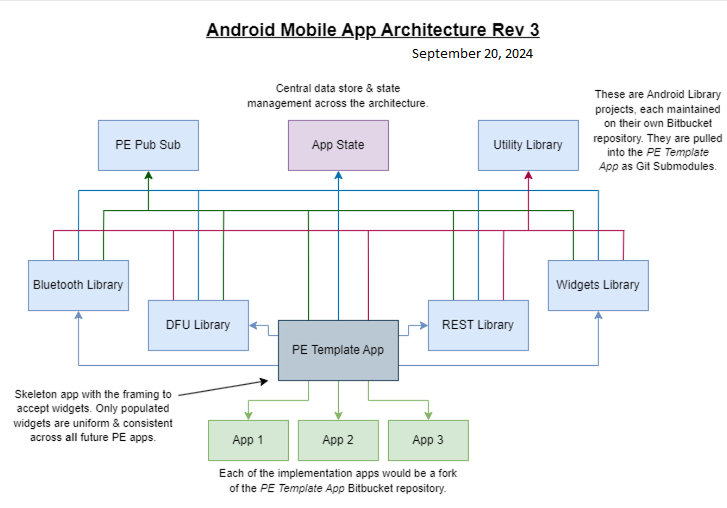 Android Mobile App Architecture Rev 3
September 20, 2024
Central data store & state
management across the architecture.
These are Android Library
projects, each maintained
on their own Bitbucket
repository. They are pulled
into the PE Template
App as Git Submodules.
PE Pub Sub
App State
Utility Library
Bluetooth Library
Widgets Library
DFU Library
REST Library
PE Template App
Skeleton app with the framing to
accept widgets. Only populated
widgets are uniform & consistent
across all future PE apps.
App 1
App 2
App 3
Each of the implementation apps would be a fork
of the PE Template App Bitbucket repository.